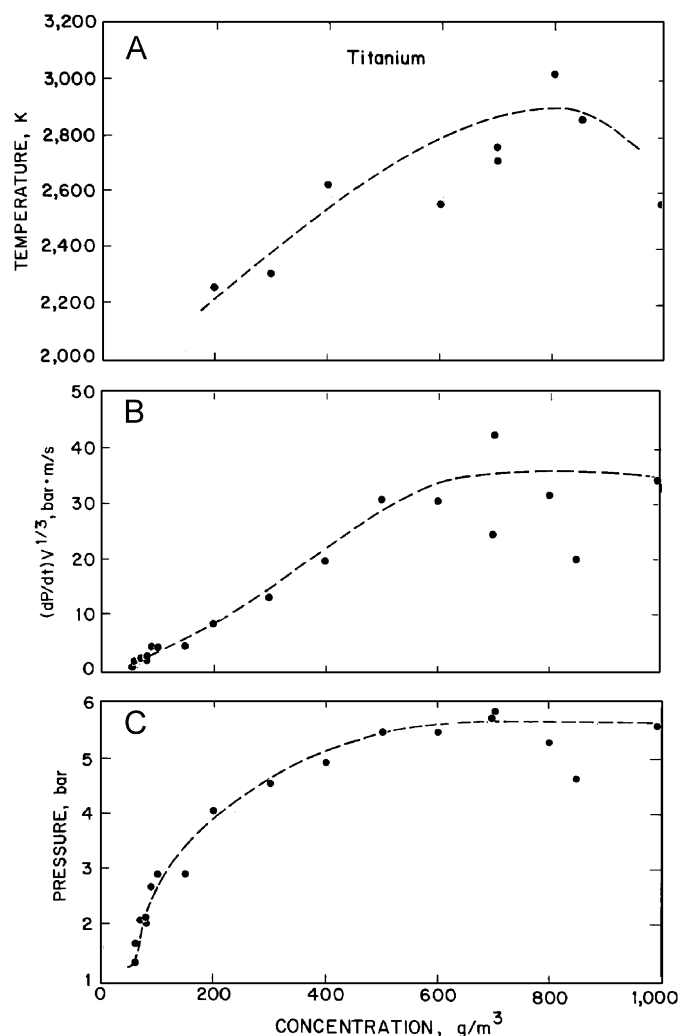 A
Titanium
TEMPERATURE, K
3,200
3,000
2,800
2,600
2,400
2,200
2,000
B
(dP/dt)V^1/3, bar·m/s
50
40
30
20
10
0
C
PRESSURE, bar
6
5
4
3
2
1
0 200 400 600 800 1,000
CONCENTRATION, g/m³